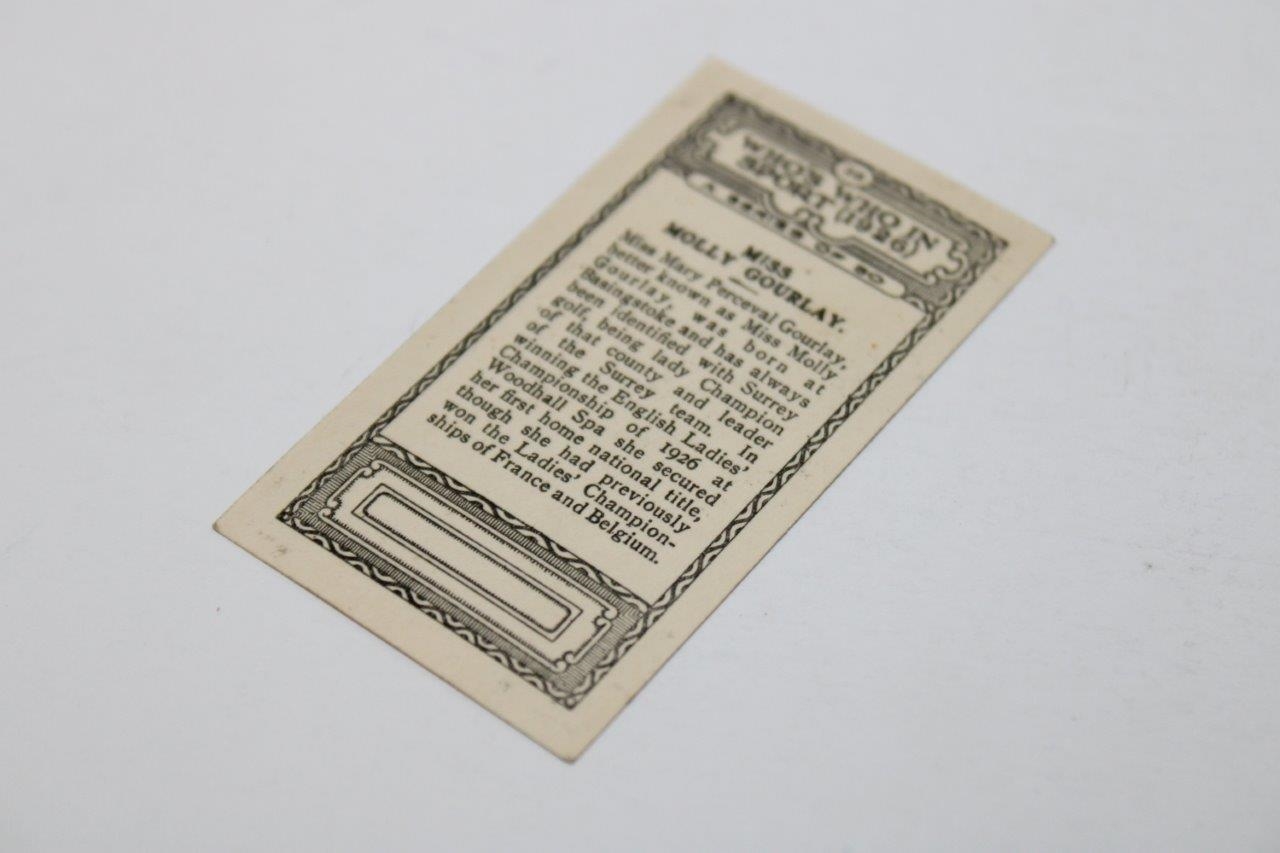 WHO'S WHO IN
SPORT (1926)
A SERIES OF 50
MISS
MOLLY GOURLAY.
Miss Mary Perceval Gourlay,
better known as Miss Molly
Gourlay, was born at
Basingstoke and has always
been identified with Surrey
golf, being lady Champion
of that county and leader
of the Surrey team. In
winning the English Ladies'
Championship of 1926 at
Woodhall Spa she secured
her first home national title,
though she had previously
won the Ladies' Champion-
ships of France and Belgium.